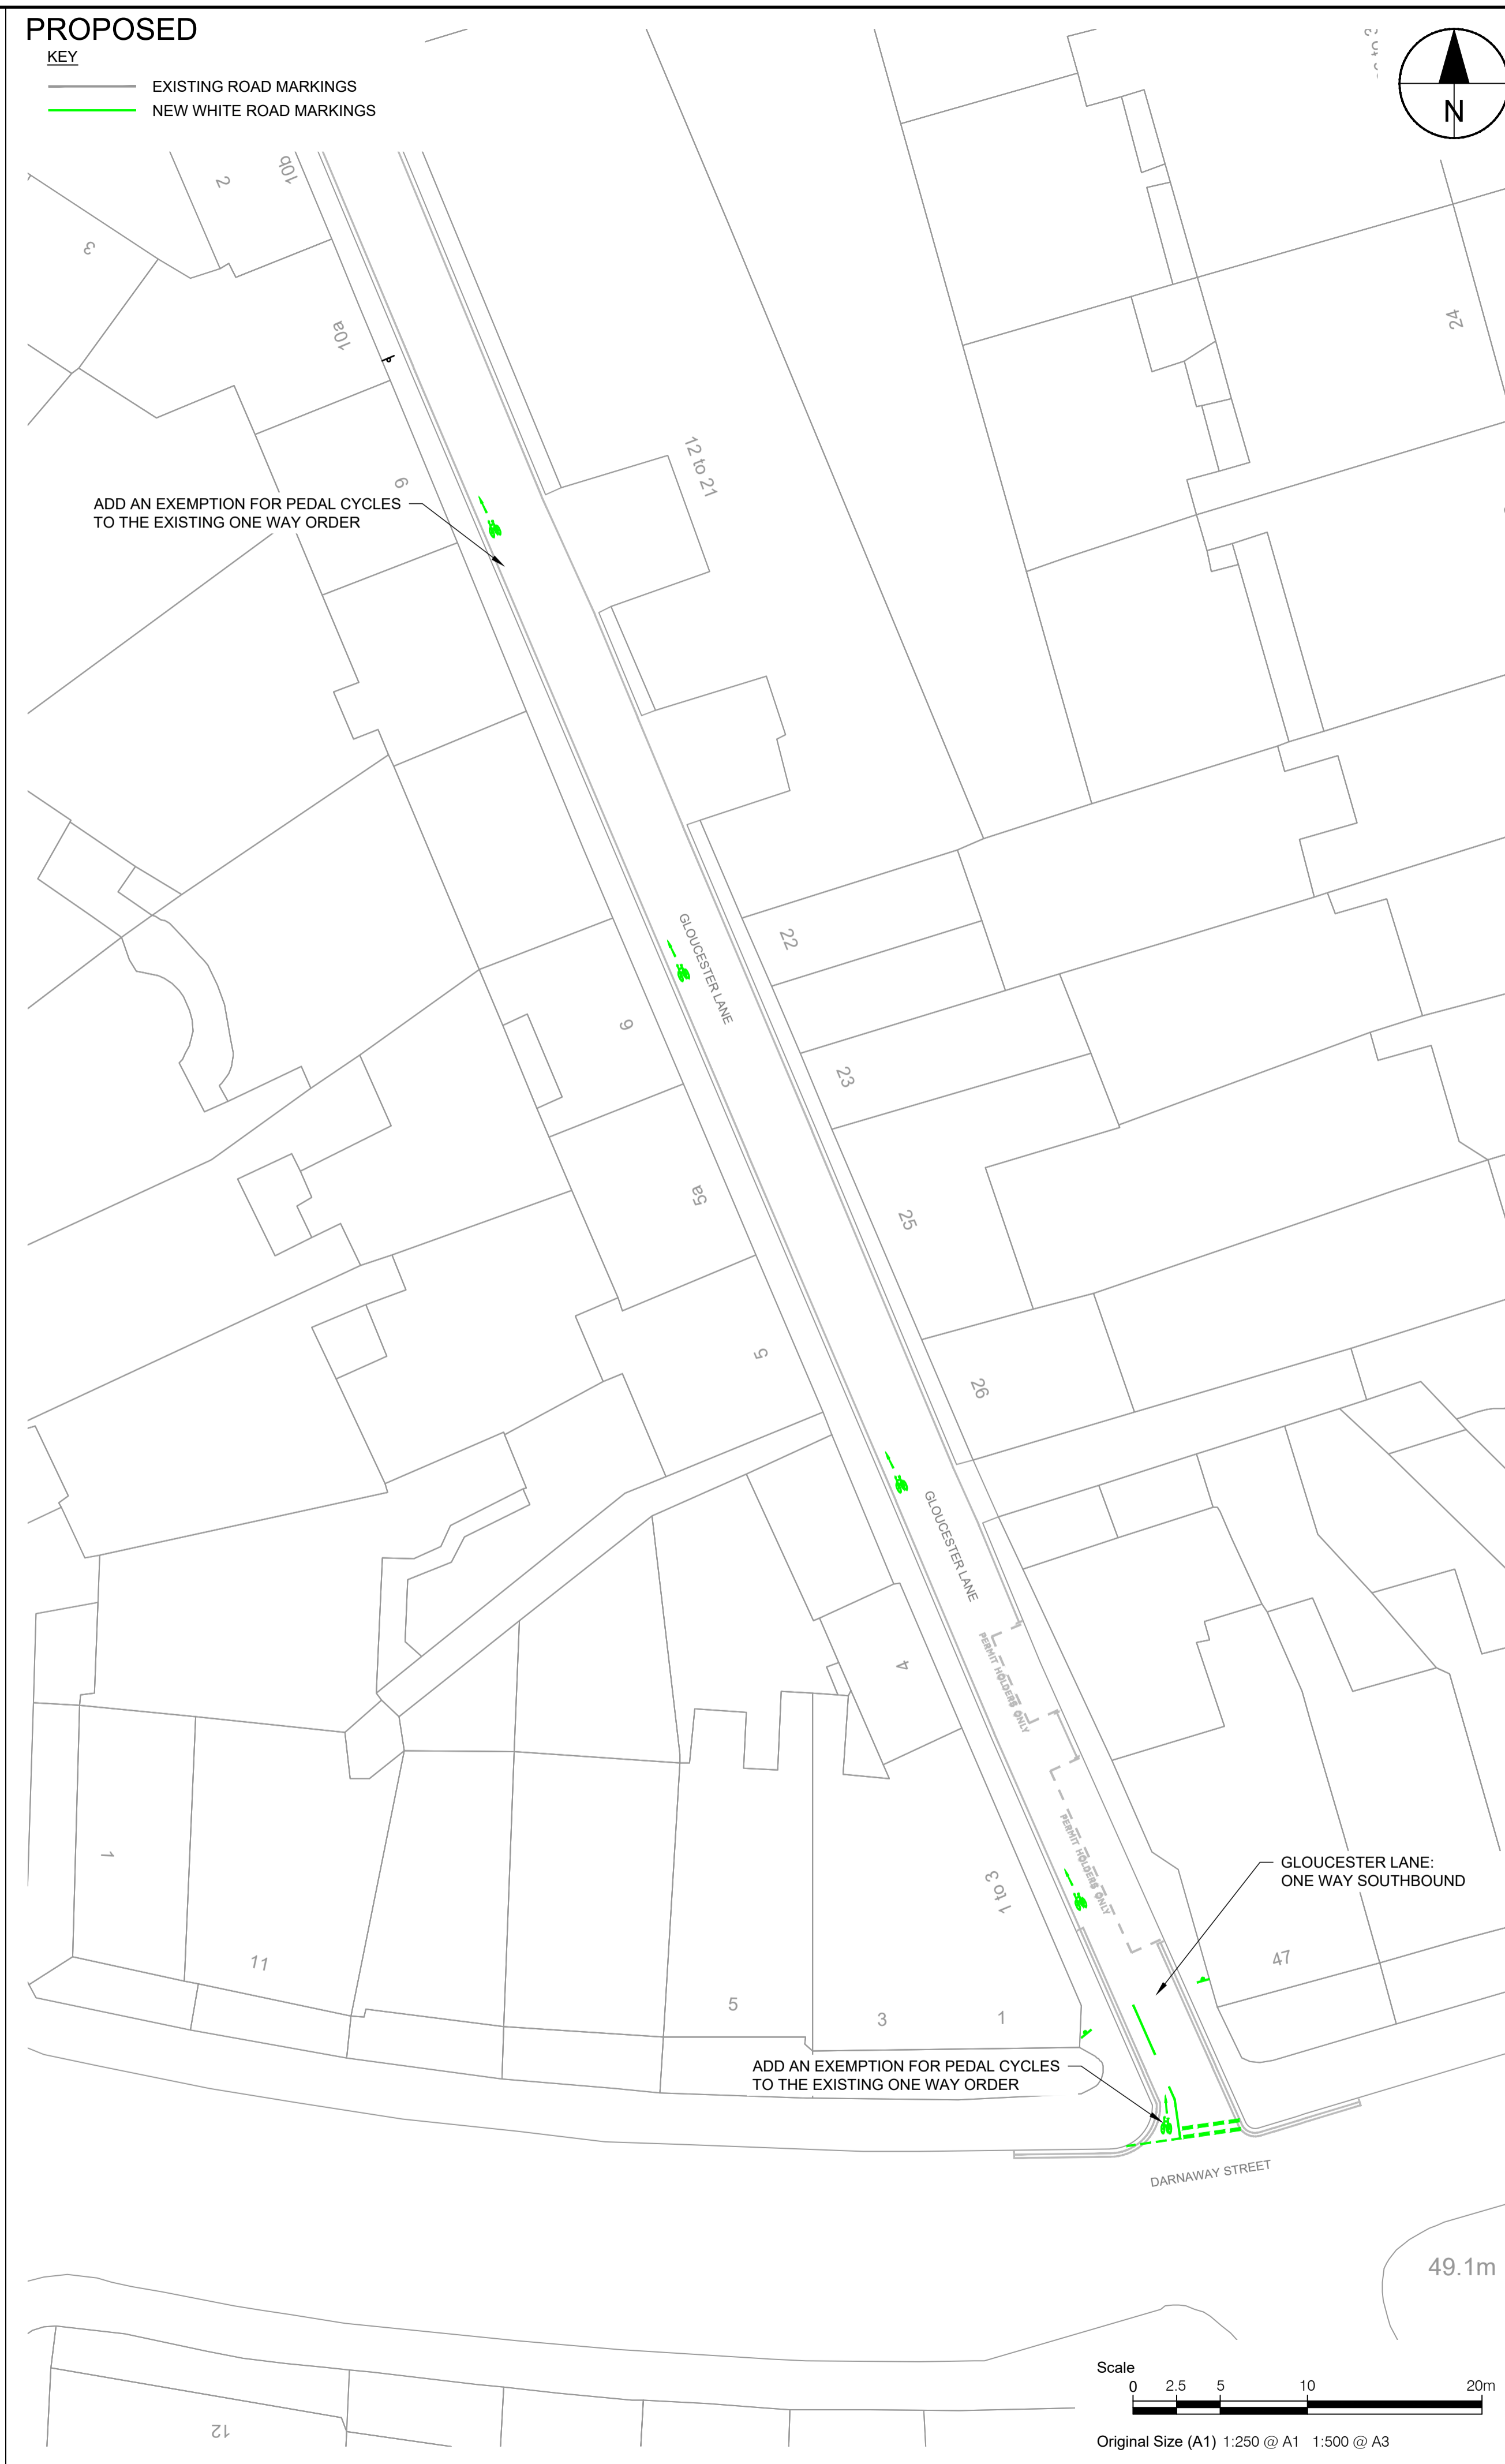 PROPOSED
KEY
EXISTING ROAD MARKINGS
NEW WHITE ROAD MARKINGS
N
2
10b
3
10a
24
12 to 21
ADD AN EXEMPTION FOR PEDAL CYCLES
TO THE EXISTING ONE WAY ORDER
GLOUCESTER LANE
22
23
5a
25
5
26
GLOUCESTER LANE
PERMIT HOLDERS ONLY
4
PERMIT HOLDERS ONLY
1
GLOUCESTER LANE:
ONE WAY SOUTHBOUND
1 to 3
11
47
5
3
1
ADD AN EXEMPTION FOR PEDAL CYCLES
TO THE EXISTING ONE WAY ORDER
DARNAWAY STREET
49.1m
Scale
0 2.5 5 10 20m
12
Original Size (A1) 1:250 @ A1 1:500 @ A3